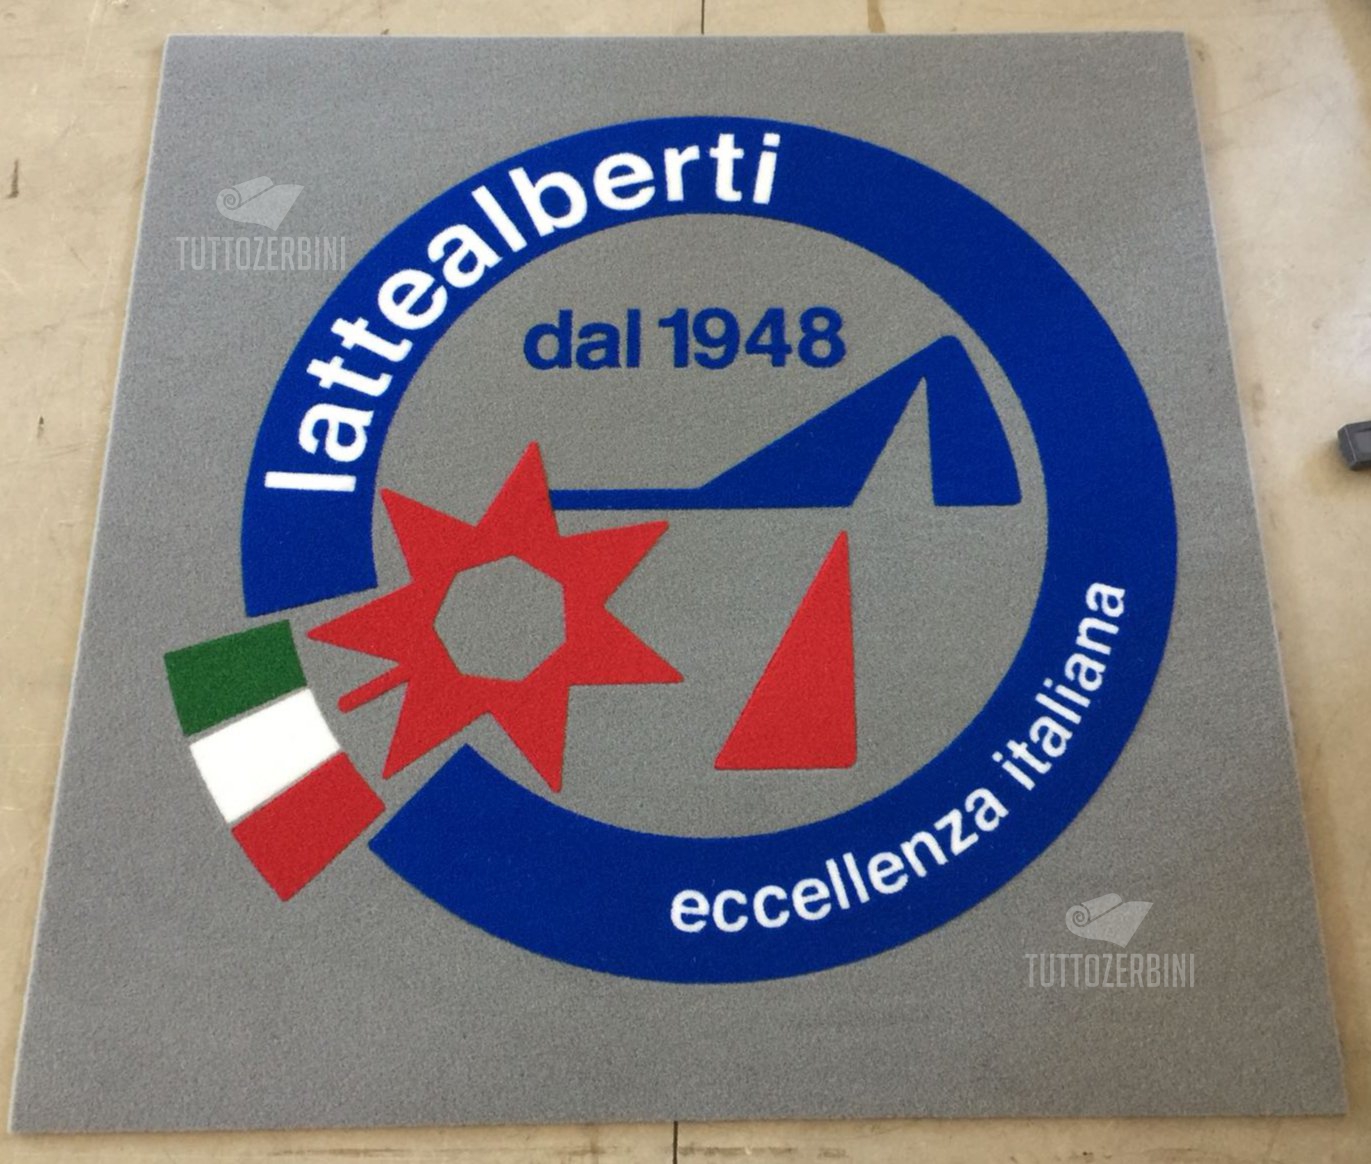 lattealberti
TUTTOZERBINI
dal 1948
eccellenza italiana
TUTTOZERBINI